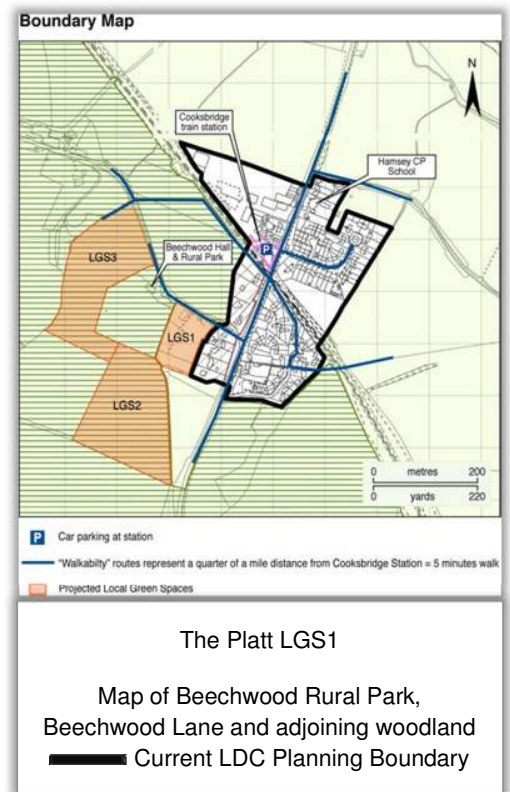 Boundary Map
N
Cooksbridge
train station
Hamsey CP
School
P
Beechwood Hall
& Rural Park
LGS3
LGS1
LGS2
0 metres 200
0 yards 220
P Car parking at station
"Walkabilty" routes represent a quarter of a mile distance from Cooksbridge Station = 5 minutes walk
Projected Local Green Spaces
The Platt LGS1
Map of Beechwood Rural Park,
Beechwood Lane and adjoining woodland
Current LDC Planning Boundary